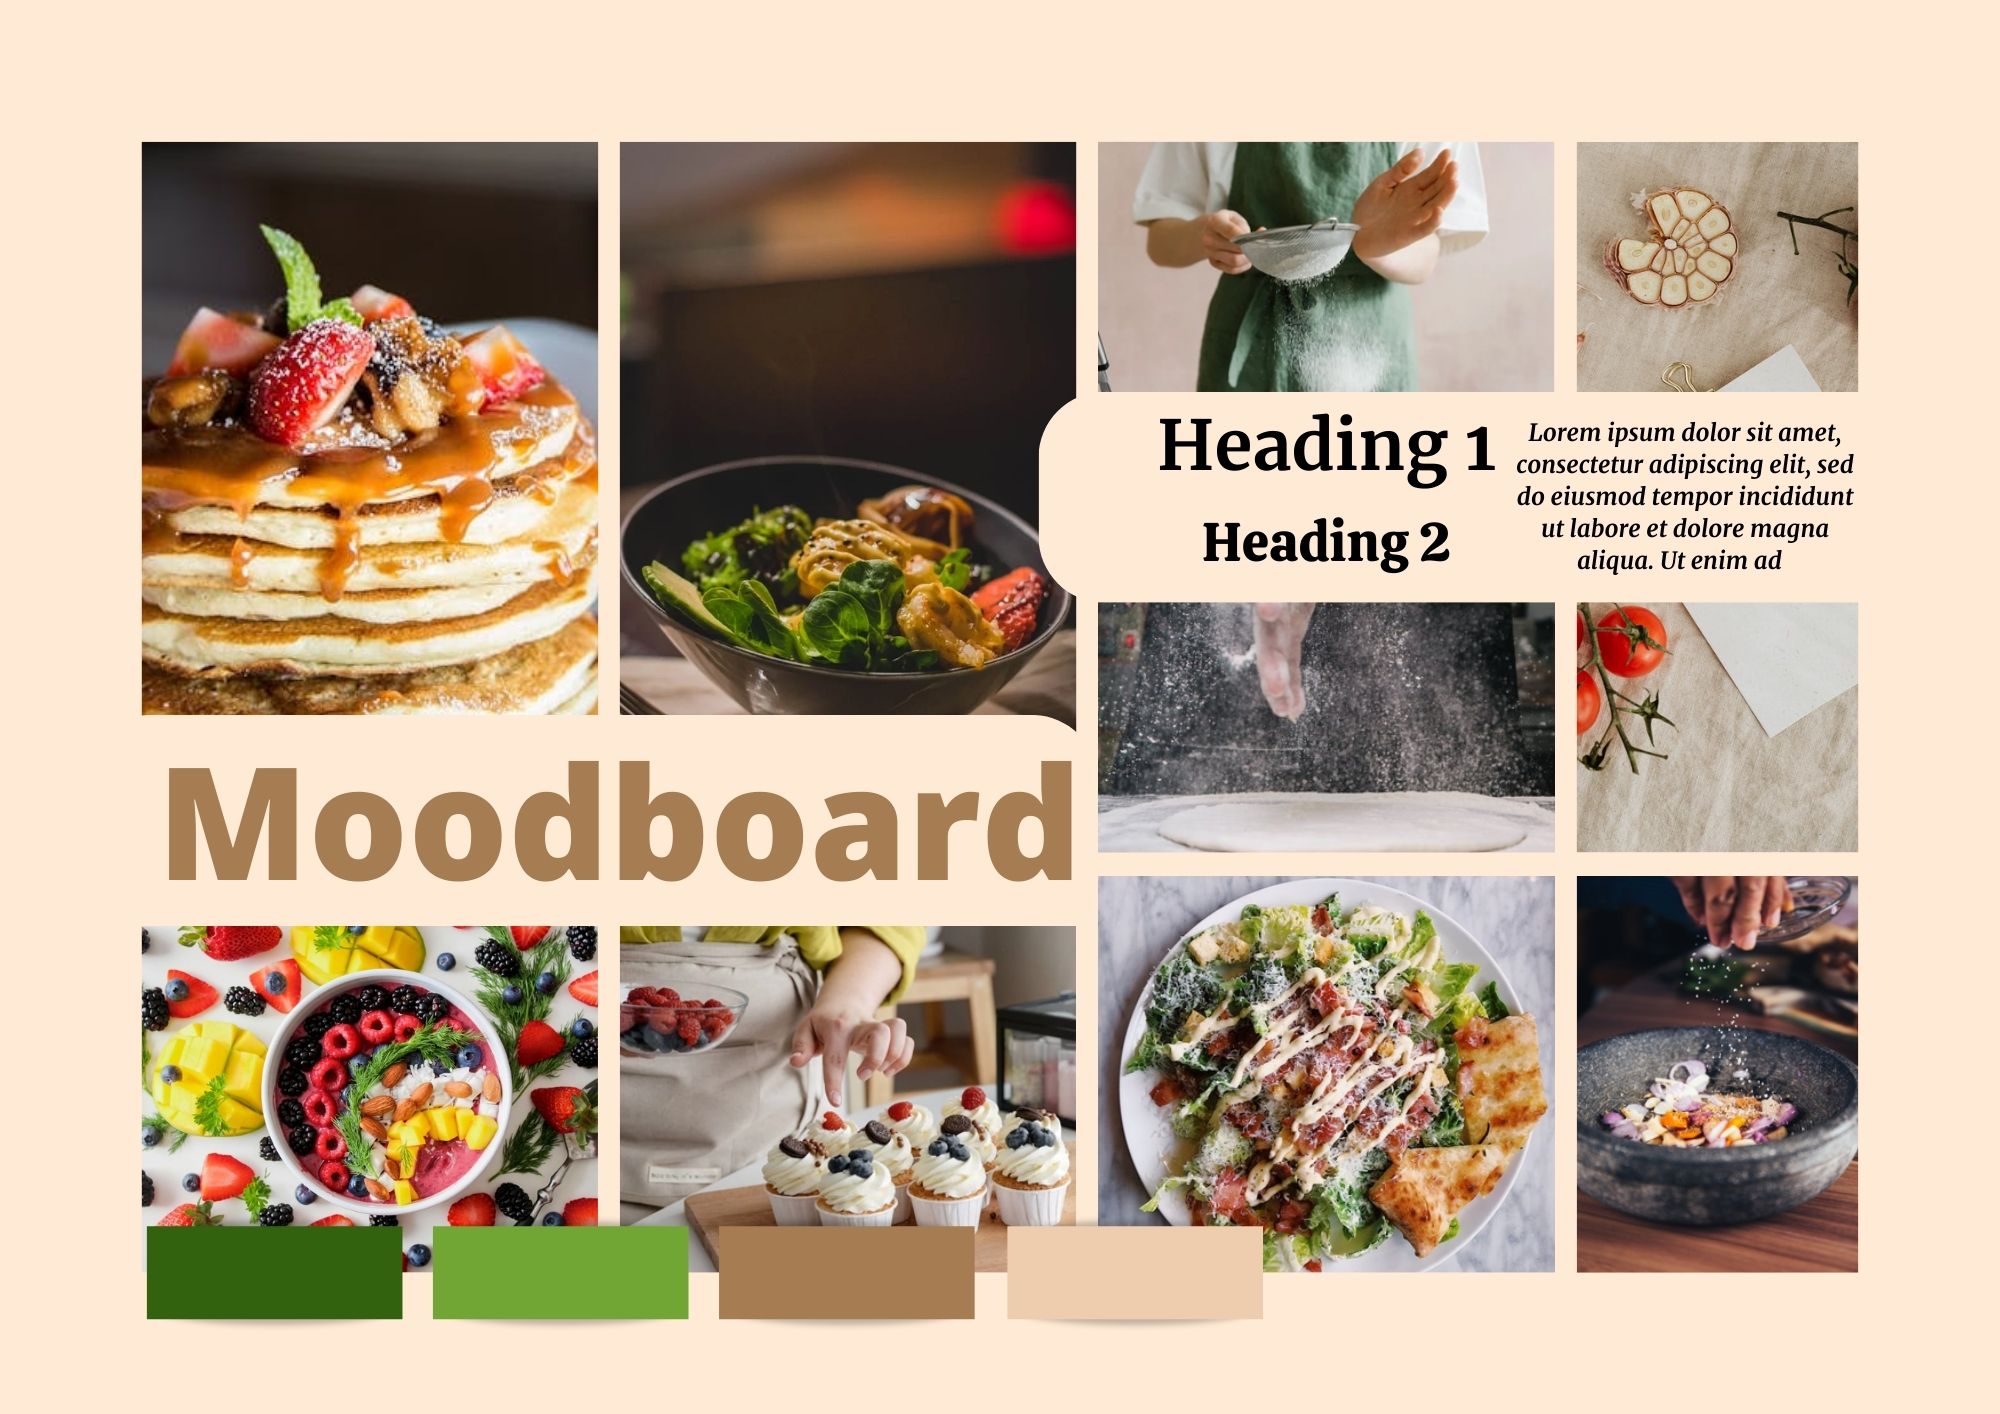 Heading 1
Heading 2
Lorem ipsum dolor sit amet,
consectetur adipiscing elit, sed
do eiusmod tempor incididunt
ut labore et dolore magna
aliqua. Ut enim ad
Moodboard